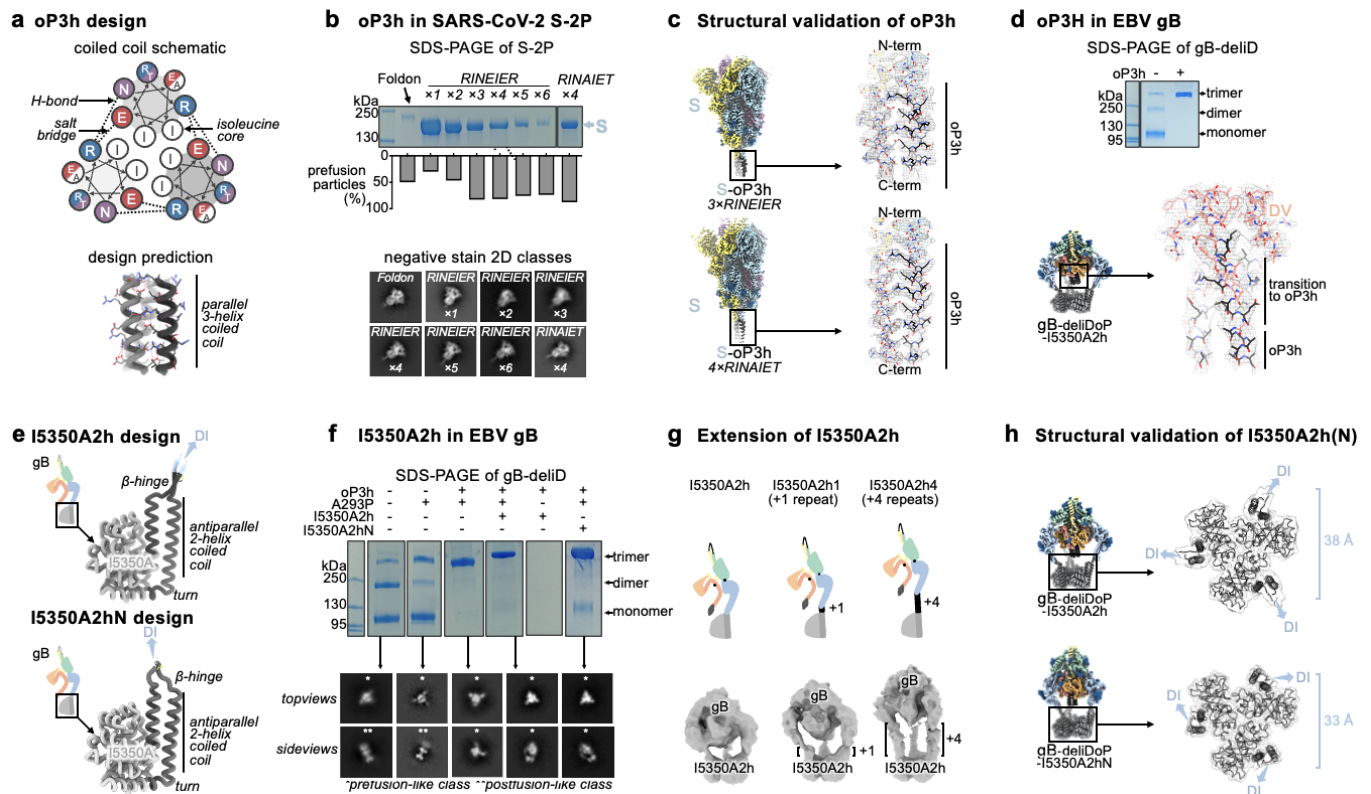 a oP3h design
coiled coil schematic
R T
E A
N
R
H-bond
E
I
I
isoleucine
core
salt
bridge
R
I
I
E
N
E A
I
I
R T
R T
E
R
E A
N
design prediction
parallel
3-helix
coiled
coil
b oP3h in SARS-CoV-2 S-2P
SDS-PAGE of S-2P
Foldon
RINEIER
RINAIET
×1 ×2 ×3 ×4 ×5 ×6 ×4
kDa
250
130
S
prefusion
particles
(%)
0
50
100
negative stain 2D classes
Foldon RINEIER RINEIER RINEIER
×1 ×2 ×3
RINEIER RINEIER RINEIER RINAIET
×4 ×5 ×6 ×4
c Structural validation of oP3h
N-term
S
oP3h
C-term
S-oP3h
3×RINEIER
N-term
S
oP3h
S-oP3h
4×RINAIET
C-term
d oP3H in EBV gB
SDS-PAGE of gB-deliD
oP3h - +
kDa
250
130
95
trimer
dimer
monomer
DV
transition
to oP3h
oP3h
gB-deliDoP
-I5350A2h
e I5350A2h design
DI
gB
β-hinge
antiparallel
2-helix
coiled
coil
I5350A
turn
I5350A2hN design
DI
gB
β-hinge
antiparallel
2-helix
coiled
coil
I5350A
turn
f I5350A2h in EBV gB
SDS-PAGE of gB-deliD
oP3h - - + + + +
A293P - + + + - +
I5350A2h - - - + + -
I5350A2hN - - - - - +
kDa
250
130
95
trimer
dimer
monomer
topviews
* * * * *
sideviews
** ** * * *
*prefusion-like class **postfusion-like class
g Extension of I5350A2h
I5350A2h I5350A2h1 I5350A2h4
(+1 repeat) (+4 repeats)
+1
+4
gB gB gB
+1
+4
I5350A2h I5350A2h I5350A2h
h Structural validation of I5350A2h(N)
DI
DI
38 Å
gB-deliDoP
-I5350A2h
DI
DI
DI
33 Å
gB-deliDoP
-I5350A2hN
DI